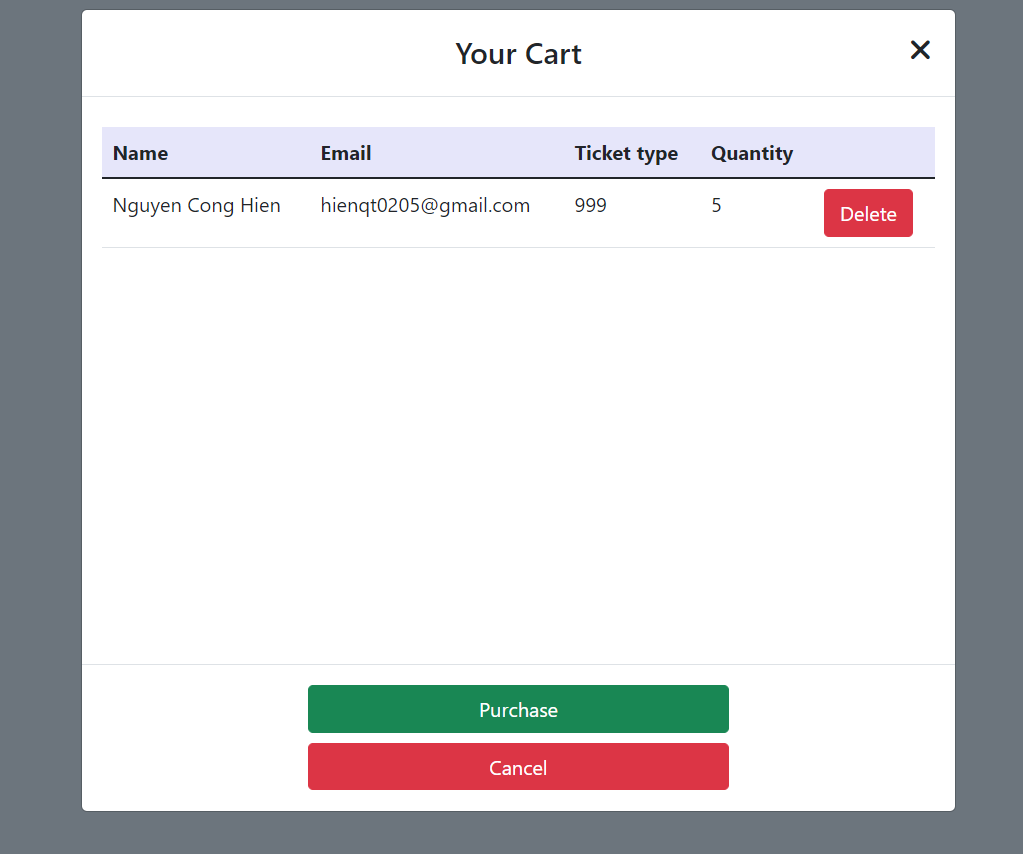 Your Cart
Name Email Ticket type Quantity
Nguyen Cong Hien hienqt0205@gmail.com 999 5 Delete
Purchase
Cancel